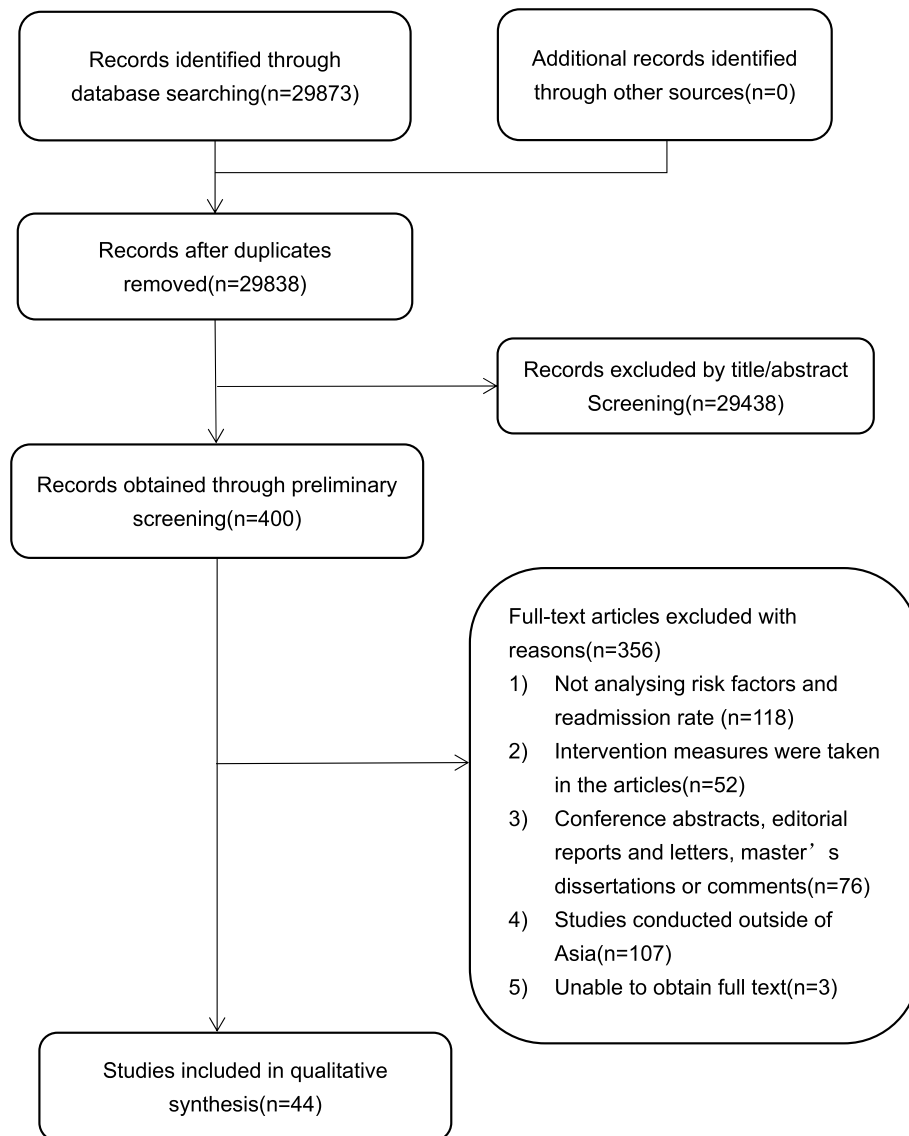 Records identified through
database searching(n=29873)
Additional records identified
through other sources(n=0)
Records after duplicates
removed(n=29838)
Records excluded by title/abstract
Screening(n=29438)
Records obtained through preliminary
screening(n=400)
Full-text articles excluded with
reasons(n=356)
1) Not analysing risk factors and
readmission rate (n=118)
2) Intervention measures were taken
in the articles(n=52)
3) Conference abstracts, editorial
reports and letters, master’s
dissertations or comments(n=76)
4) Studies conducted outside of
Asia(n=107)
5) Unable to obtain full text(n=3)
Studies included in qualitative
synthesis(n=44)